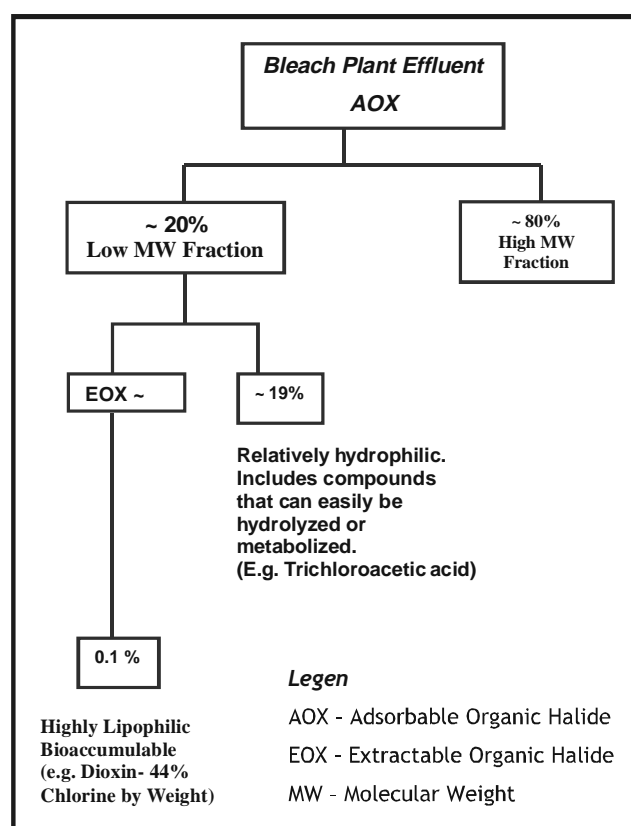 Bleach Plant Effluent
AOX
~ 20%
Low MW Fraction
~ 80%
High MW
Fraction
EOX ~
~ 19%
Relatively hydrophilic.
Includes compounds
that can easily be
hydrolyzed or
metabolized.
(E.g. Trichloroacetic acid)
0.1 %
Highly Lipophilic
Bioaccumulable
(e.g. Dioxin- 44%
Chlorine by Weight)
Legen
AOX - Adsorbable Organic Halide
EOX - Extractable Organic Halide
MW – Molecular Weight